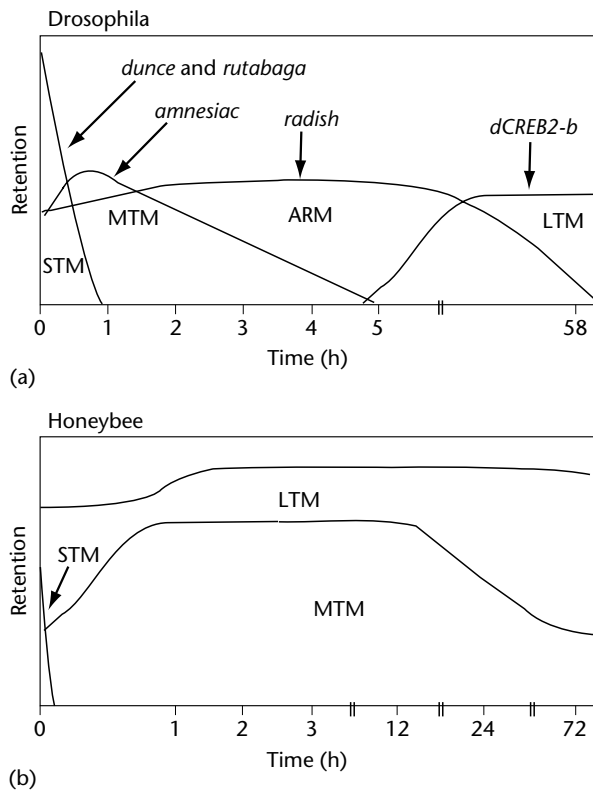 Drosophila
dunce and rutabaga
amnesiac
radish
dCREB2-b
Retention
MTM
ARM
LTM
STM
0 1 2 3 4 5 58
Time (h)
(a)
Honeybee
LTM
STM
Retention
MTM
0 1 2 3 12 24 72
Time (h)
(b)